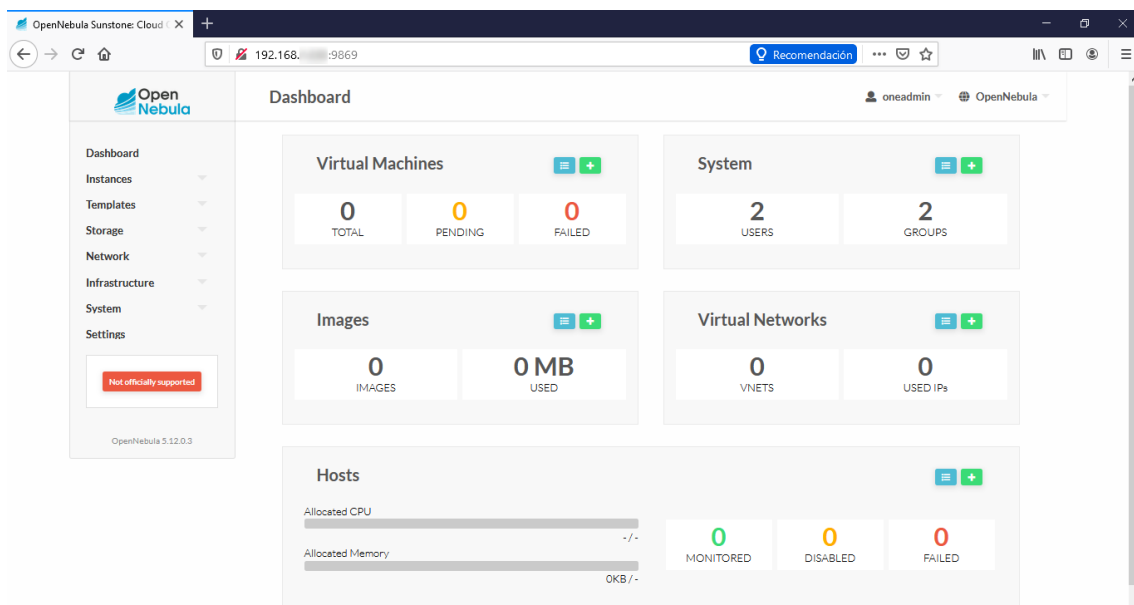 OpenNebula Sunstone: Cloud
192.168. :9869
Recomendación
Open
Nebula
Dashboard
oneadmin
OpenNebula
Dashboard
Instances
Templates
Storage
Network
Infrastructure
System
Settings
Not officially supported
OpenNebula 5.12.0.3
Virtual Machines
0
TOTAL
0
PENDING
0
FAILED
System
2
USERS
2
GROUPS
Images
0
IMAGES
0 MB
USED
Virtual Networks
0
VNETS
0
USED IPs
Hosts
Allocated CPU
- / -
Allocated Memory
0KB / -
0
MONITORED
0
DISABLED
0
FAILED